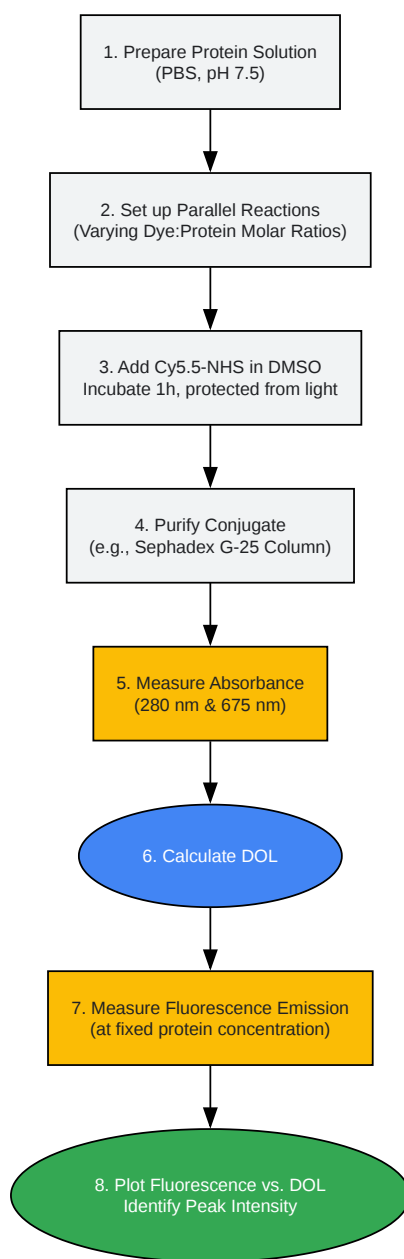 1. Prepare Protein Solution
(PBS, pH 7.5)
2. Set up Parallel Reactions
(Varying Dye:Protein Molar Ratios)
3. Add Cy5.5-NHS in DMSO
Incubate 1h, protected from light
4. Purify Conjugate
(e.g., Sephadex G-25 Column)
5. Measure Absorbance
(280 nm & 675 nm)
6. Calculate DOL
7. Measure Fluorescence Emission
(at fixed protein concentration)
8. Plot Fluorescence vs. DOL
Identify Peak Intensity